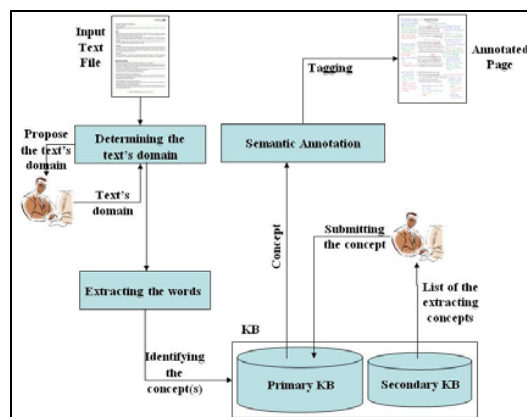 Input
Text
File
Tagging
Annotated
Page
Propose
the text's
domain
Determining the
text's domain
Semantic Annotation
Text's
domain
Submitting
the concept
Concept
Extracting the words
List of the
extracting
concepts
KB
Identifying
the
concept(s)
Primary KB
Secondary KB